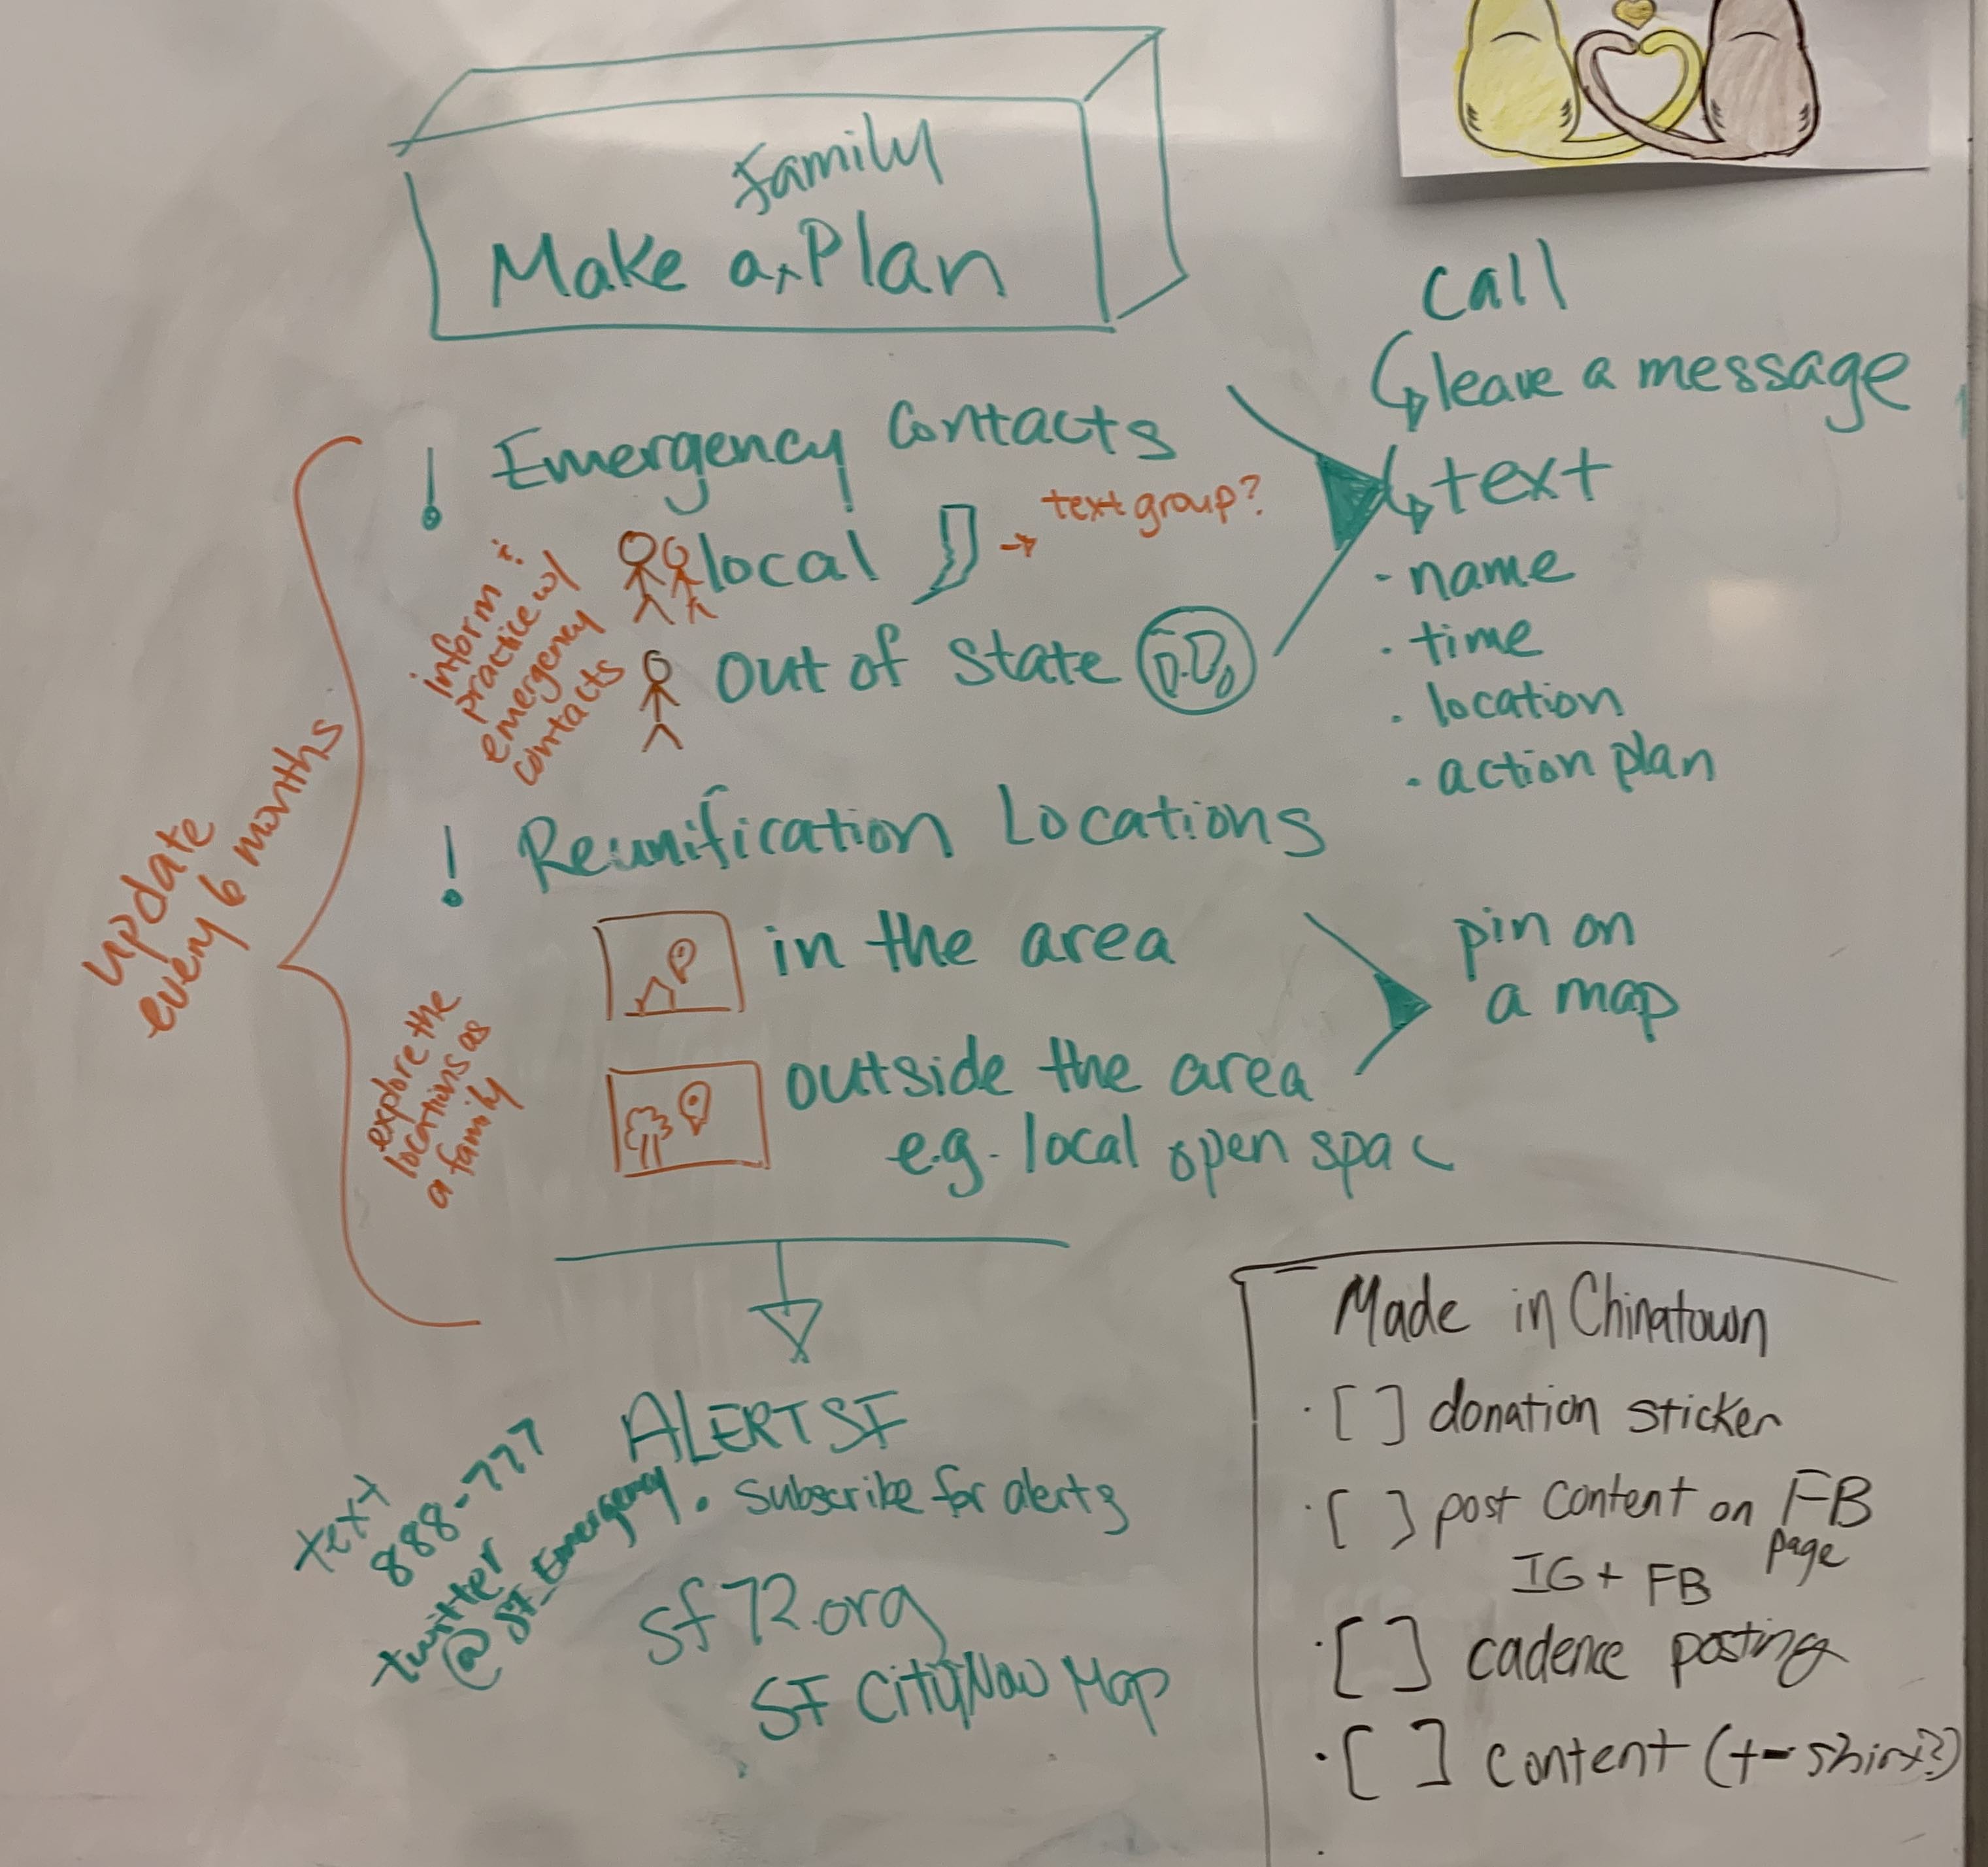 family
Make a ^ Plan
call
leave a message
text
· name
· time
· location
· action plan
! Emergency Contacts
local
→ text group?
out of state
inform &
practice w/
emergency
contacts
! Reunification Locations
in the area
outside the area
e.g. local open spac
pin on
a map
explore the
locations as
a family
update
every 6 months
ALERTSF
· Subscribe for alerts
text
888-777
twitter
@SF_Emergency
sf72.org
SF CityNow Map
Made in Chinatown
· [ ] donation sticker
· [ ] post content on FB
page
IG + FB
· [ ] cadence posting
· [ ] content (t-shirt?)